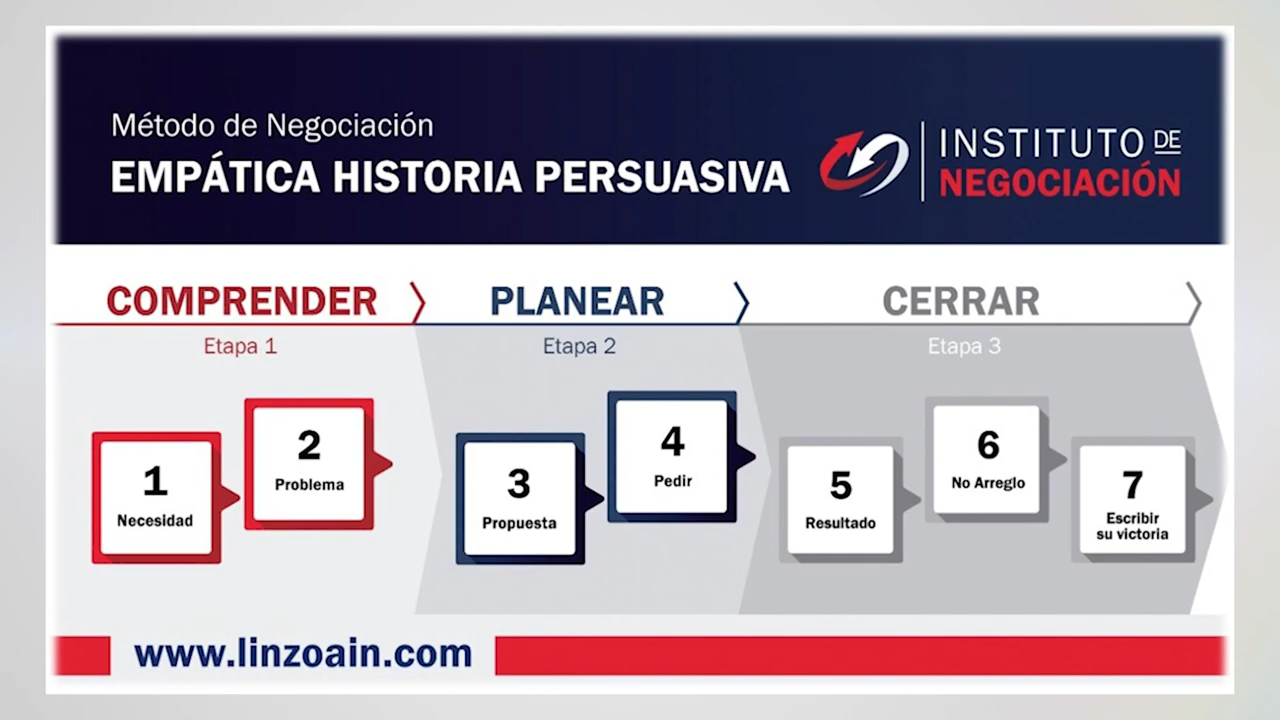 Método de Negociación
EMPÁTICA HISTORIA PERSUASIVA
INSTITUTO DE
NEGOCIACIÓN
COMPRENDER
Etapa 1
PLANEAR
Etapa 2
CERRAR
Etapa 3
1
Necesidad
2
Problema
3
Propuesta
4
Pedir
5
Resultado
6
No Arreglo
7
Escribir
su victoria
www.linzoain.com